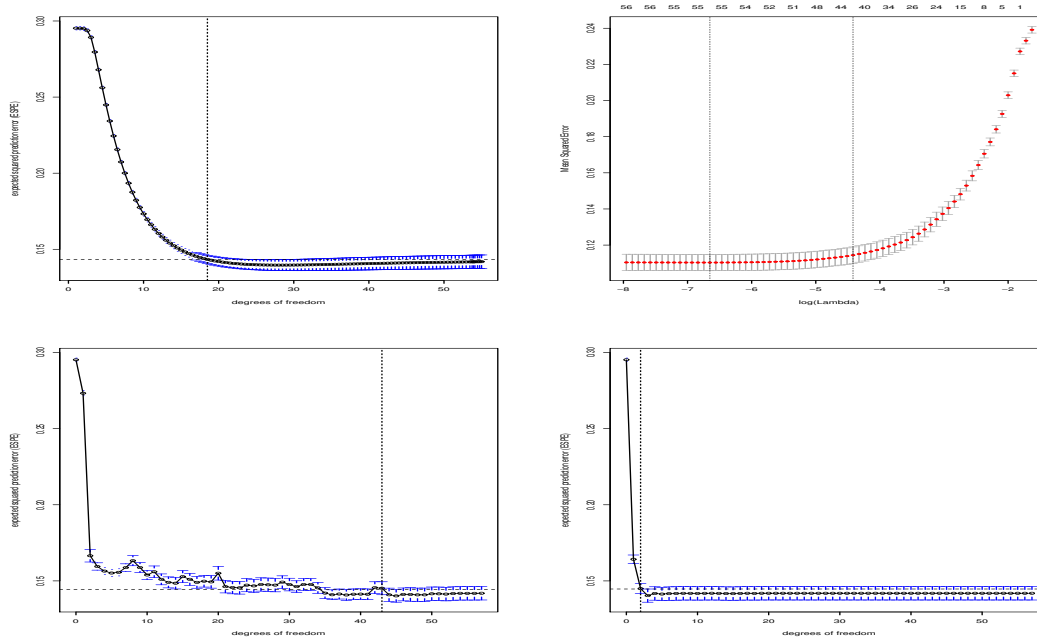 56 56 55 55 55 54 52 51 48 44 40 34 26 24 15 8 5 1
expected squared prediction error (ESPE)
0.30
0.25
0.20
0.15
0 10 20 30 40 50
degrees of freedom
Mean Squared Error
0.24
0.22
0.20
0.18
0.16
0.14
0.12
−8 −7 −6 −5 −4 −3 −2
log(Lambda)
expected squared prediction error (ESPE)
0.30
0.25
0.20
0.15
0 10 20 30 40 50
degrees of freedom
expected squared prediction error (ESPE)
0.30
0.25
0.20
0.15
0 10 20 30 40 50
degrees of freedom